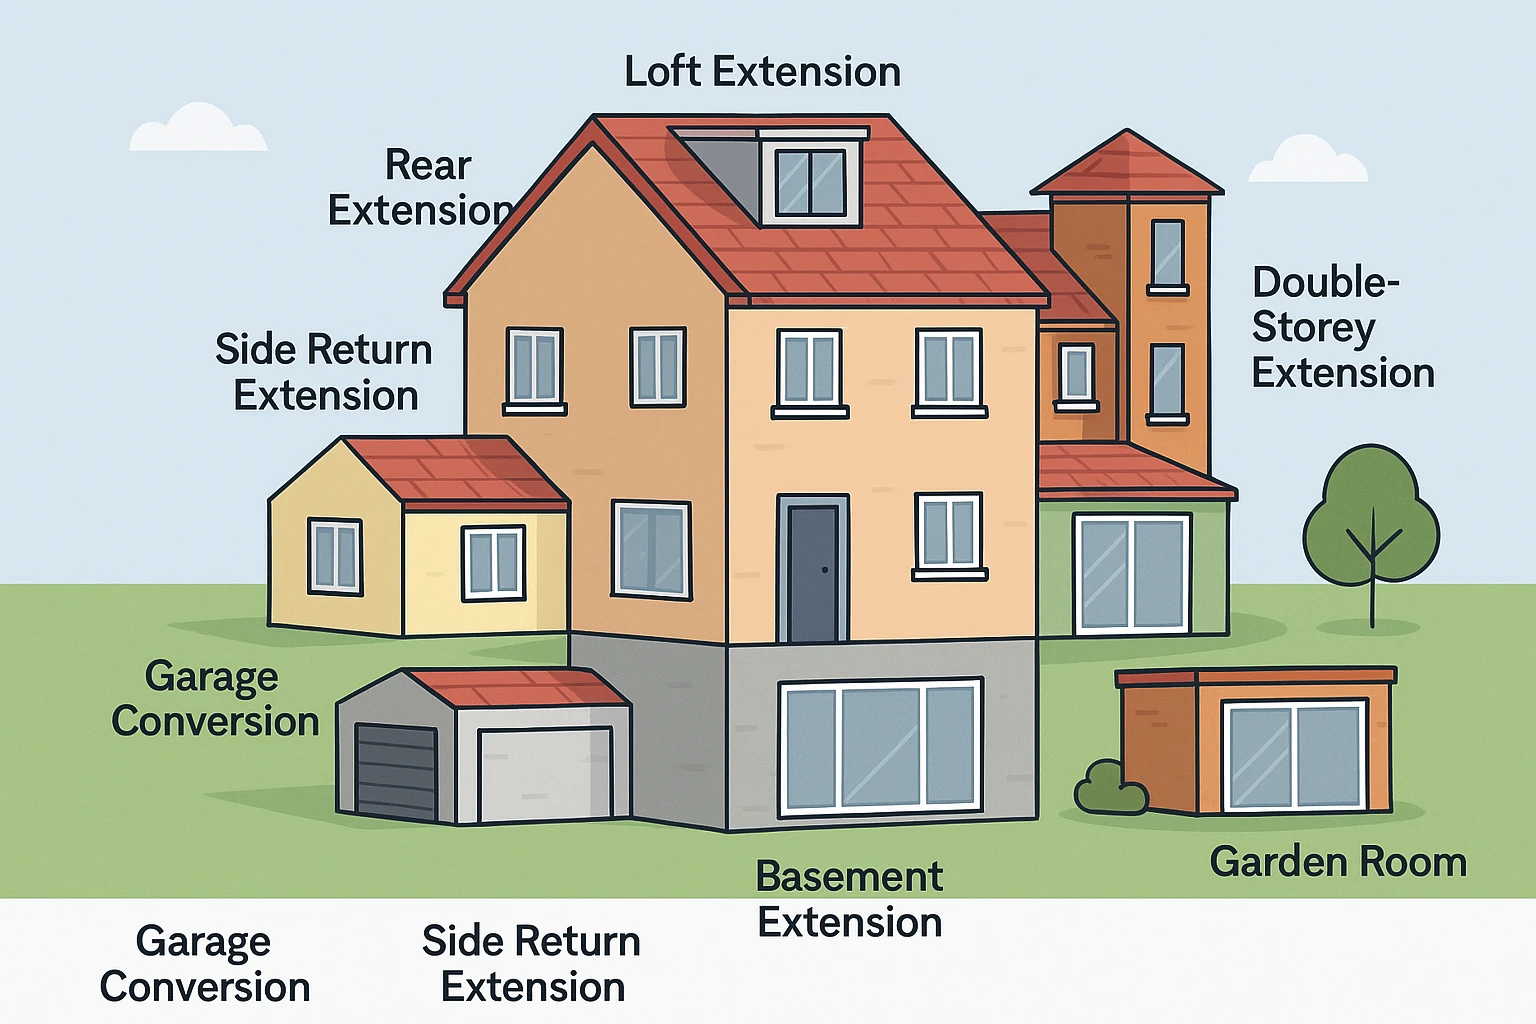 Loft Extension
Rear
Extension
Double-
Storey
Extension
Side Return
Extension
Garage
Conversion
Garden Room
Basement
Extension
Garage
Conversion
Side Return
Extension